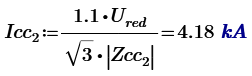 Icc₂ := (1.1 • U_red) / (√3 • |Zcc₂|) = 4.18 kA